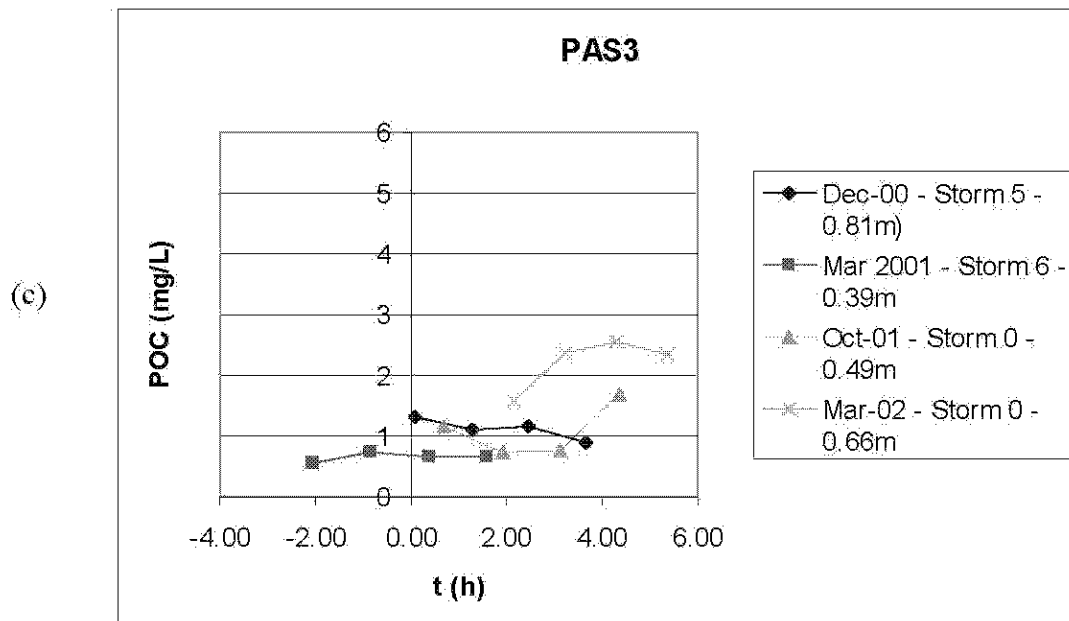 PAS3
(c)
POC (mg/L)
6
5
4
3
2
1
0
-4.00 -2.00 0.00 2.00 4.00 6.00
t (h)
Dec-00 - Storm 5 -
0.81m)
Mar 2001 - Storm 6 -
0.39m
Oct-01 - Storm 0 -
0.49m
Mar-02 - Storm 0 -
0.66m